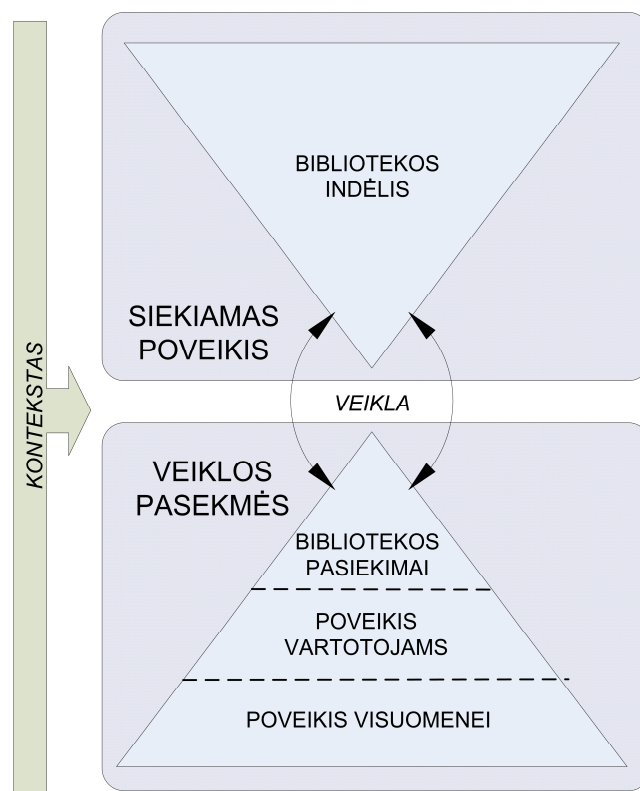 BIBLIOTEKOS
INDĖLIS
SIEKIAMAS
POVEIKIS
KONTEKSTAS
VEIKLA
VEIKLOS
PASEKMĖS
BIBLIOTEKOS
PASIEKIMAI
POVEIKIS
VARTOTOJAMS
POVEIKIS VISUOMENEI